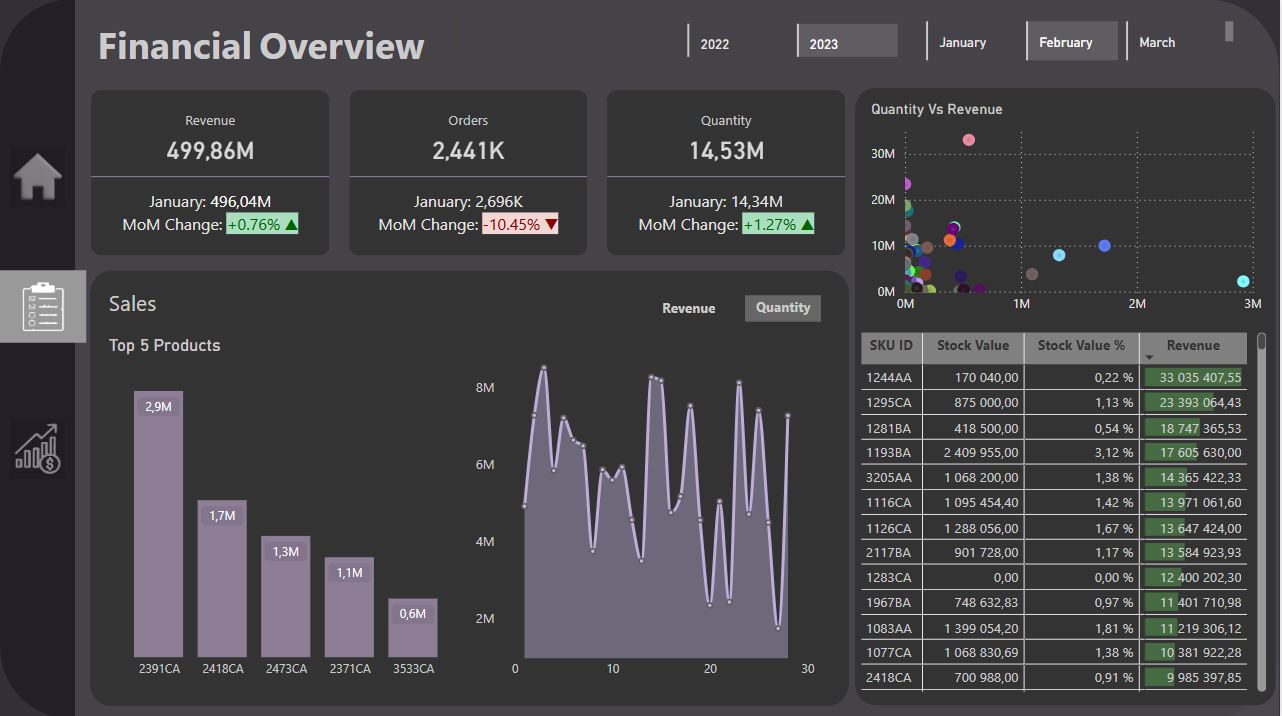 Financial Overview
2022
2023
January
February
March
Revenue
499,86M
January: 496,04M
MoM Change: +0.76% ▲
Orders
2,441K
January: 2,696K
MoM Change: -10.45% ▼
Quantity
14,53M
January: 14,34M
MoM Change: +1.27% ▲
Quantity Vs Revenue
30M
20M
10M
0M
0M 1M 2M 3M
Sales
Revenue
Quantity
Top 5 Products
2,9M
1,7M
1,3M
1,1M
0,6M
2391CA 2418CA 2473CA 2371CA 3533CA
8M
6M
4M
2M
0 10 20 30
SKU ID Stock Value Stock Value % Revenue
1244AA 170 040,00 0,22 % 33 035 407,55
1295CA 875 000,00 1,13 % 23 393 064,43
1281BA 418 500,00 0,54 % 18 747 365,53
1193BA 2 409 955,00 3,12 % 17 605 630,00
3205AA 1 068 200,00 1,38 % 14 365 422,33
1116CA 1 095 454,40 1,42 % 13 971 061,60
1126CA 1 288 056,00 1,67 % 13 647 424,00
2117BA 901 728,00 1,17 % 13 584 923,93
1283CA 0,00 0,00 % 12 400 202,30
1967BA 748 632,83 0,97 % 11 401 710,98
1083AA 1 399 054,20 1,81 % 11 219 306,12
1077CA 1 068 830,69 1,38 % 10 381 922,28
2418CA 700 988,00 0,91 % 9 985 397,85